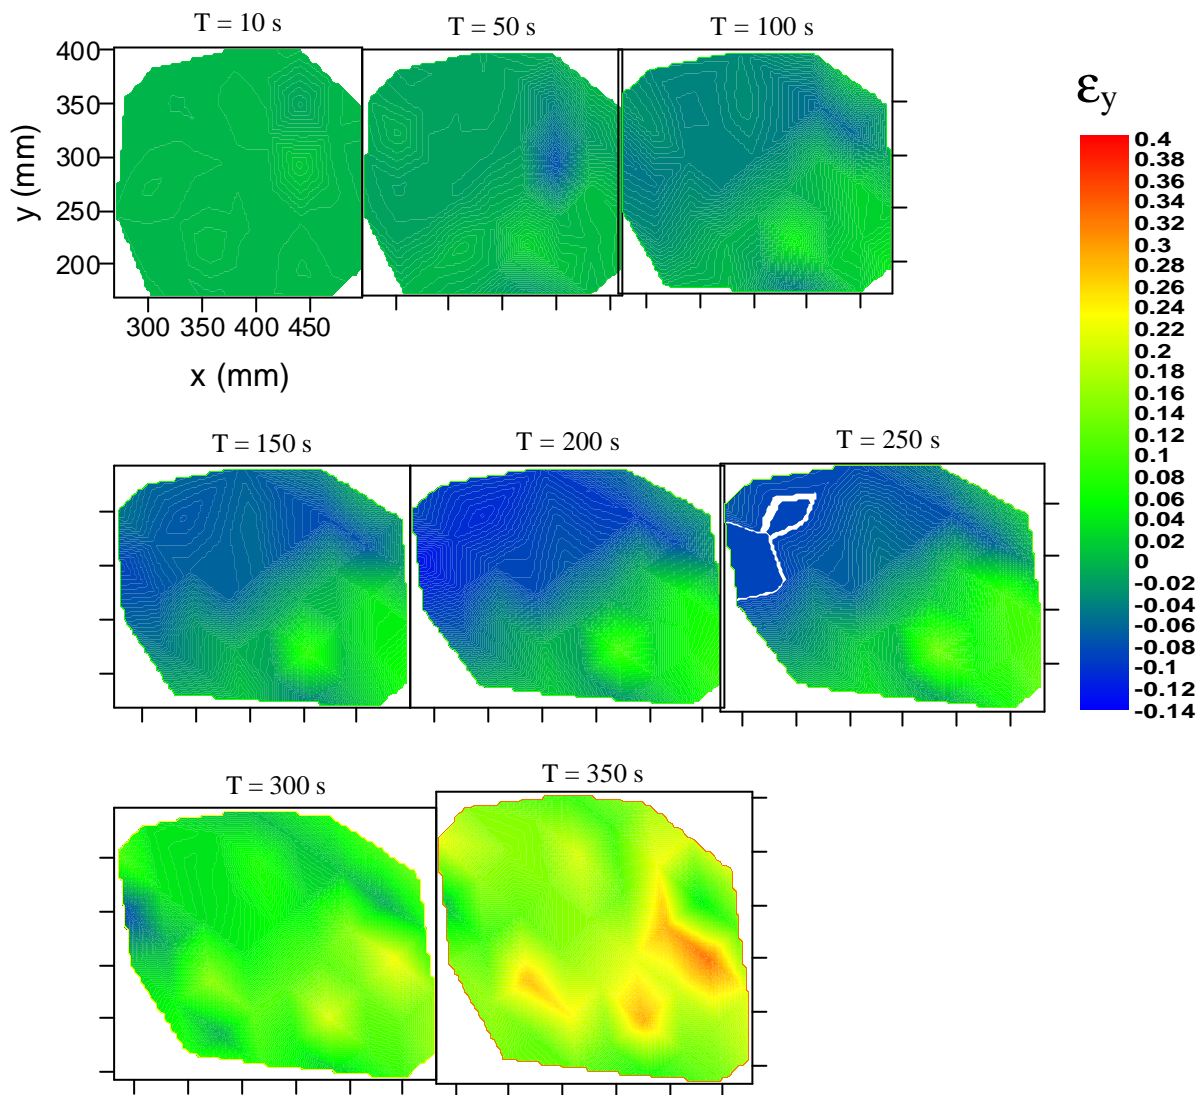 T = 10 s
T = 50 s
T = 100 s
400
350
300
250
200
y (mm)
300 350 400 450
x (mm)
εy
0.4
0.38
0.36
0.34
0.32
0.3
0.28
0.26
0.24
0.22
0.2
0.18
0.16
0.14
0.12
0.1
0.08
0.06
0.04
0.02
0
-0.02
-0.04
-0.06
-0.08
-0.1
-0.12
-0.14
T = 150 s
T = 200 s
T = 250 s
T = 300 s
T = 350 s